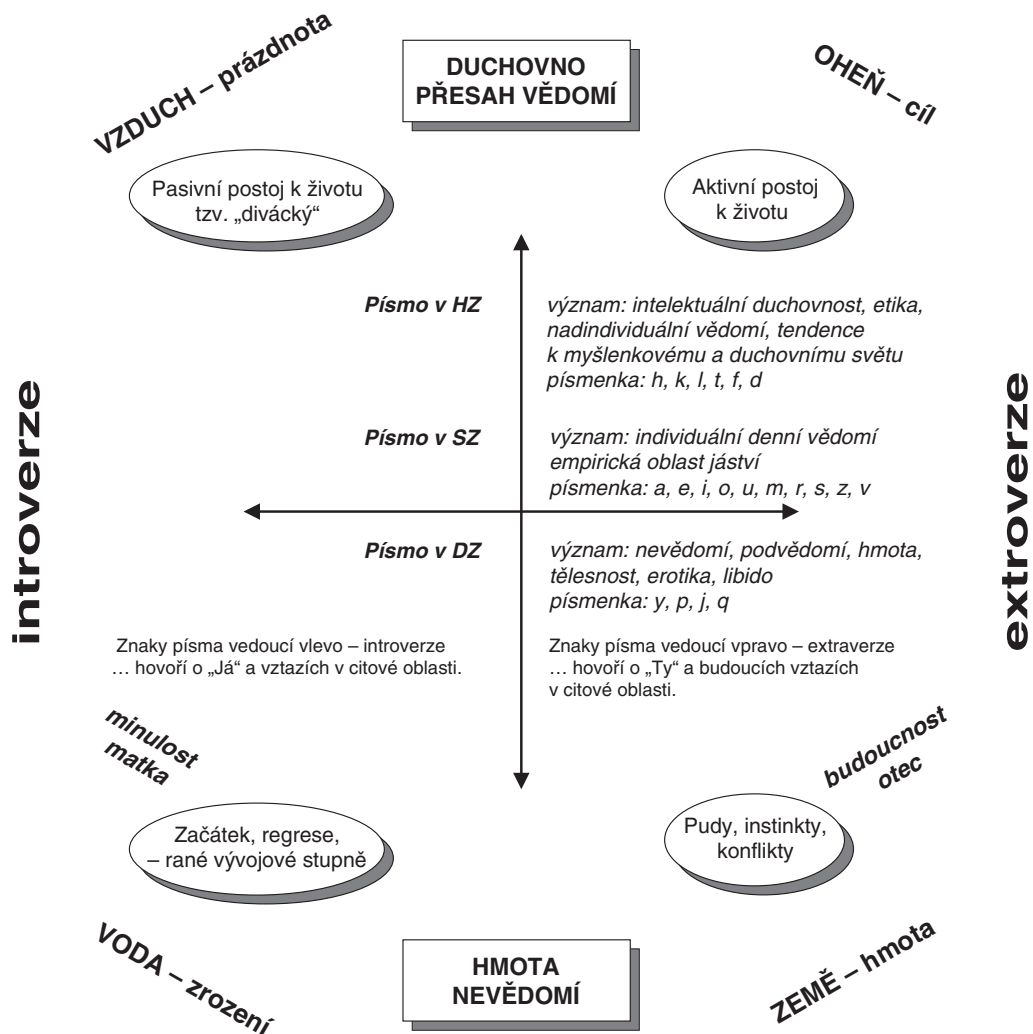 VZDUCH – prázdnota
DUCHOVNO
PŘESAH VĚDOMÍ
OHEŇ – cíl
Pasivní postoj k životu
tzv. „divácký“
Aktivní postoj
k životu
introverze
extroverze
Písmo v HZ
význam: intelektuální duchovnost, etika,
nadindividuální vědomí, tendence
k myšlenkovému a duchovnímu světu
písmenka: h, k, l, t, f, d
Písmo v SZ
význam: individuální denní vědomí
empirická oblast jáství
písmenka: a, e, i, o, u, m, r, s, z, v
Písmo v DZ
význam: nevědomí, podvědomí, hmota,
tělesnost, erotika, libido
písmenka: y, p, j, q
Znaky písma vedoucí vlevo – introverze
… hovoří o „Já“ a vztazích v citové oblasti.
Znaky písma vedoucí vpravo – extraverze
… hovoří o „Ty“ a budoucích vztazích
v citové oblasti.
minulost
matka
budoucnost
otec
Začátek, regrese,
– rané vývojové stupně
Pudy, instinkty,
konflikty
VODA – zrození
HMOTA
NEVĚDOMÍ
ZEMĚ – hmota